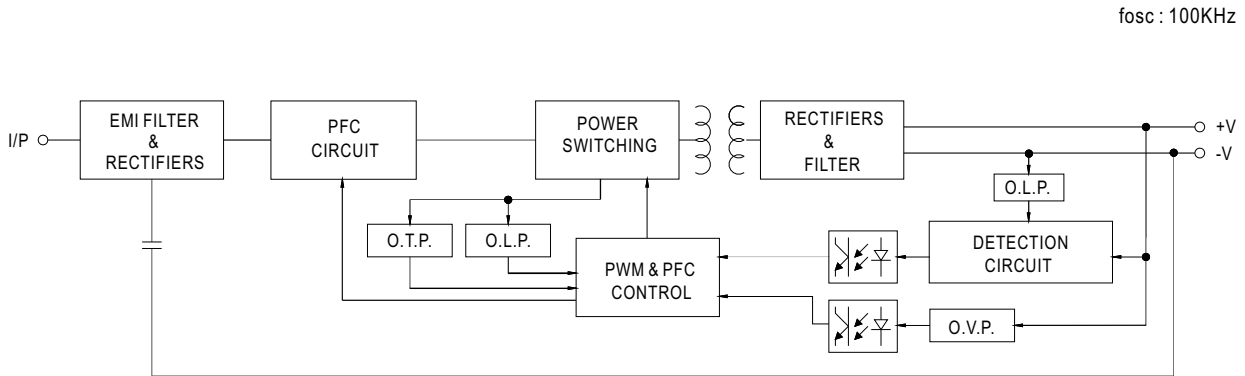 fosc : 100KHz
I/P
EMI FILTER
&
RECTIFIERS
PFC
CIRCUIT
POWER
SWITCHING
RECTIFIERS
&
FILTER
+V
-V
O.L.P.
O.T.P.
O.L.P.
PWM & PFC
CONTROL
DETECTION
CIRCUIT
O.V.P.